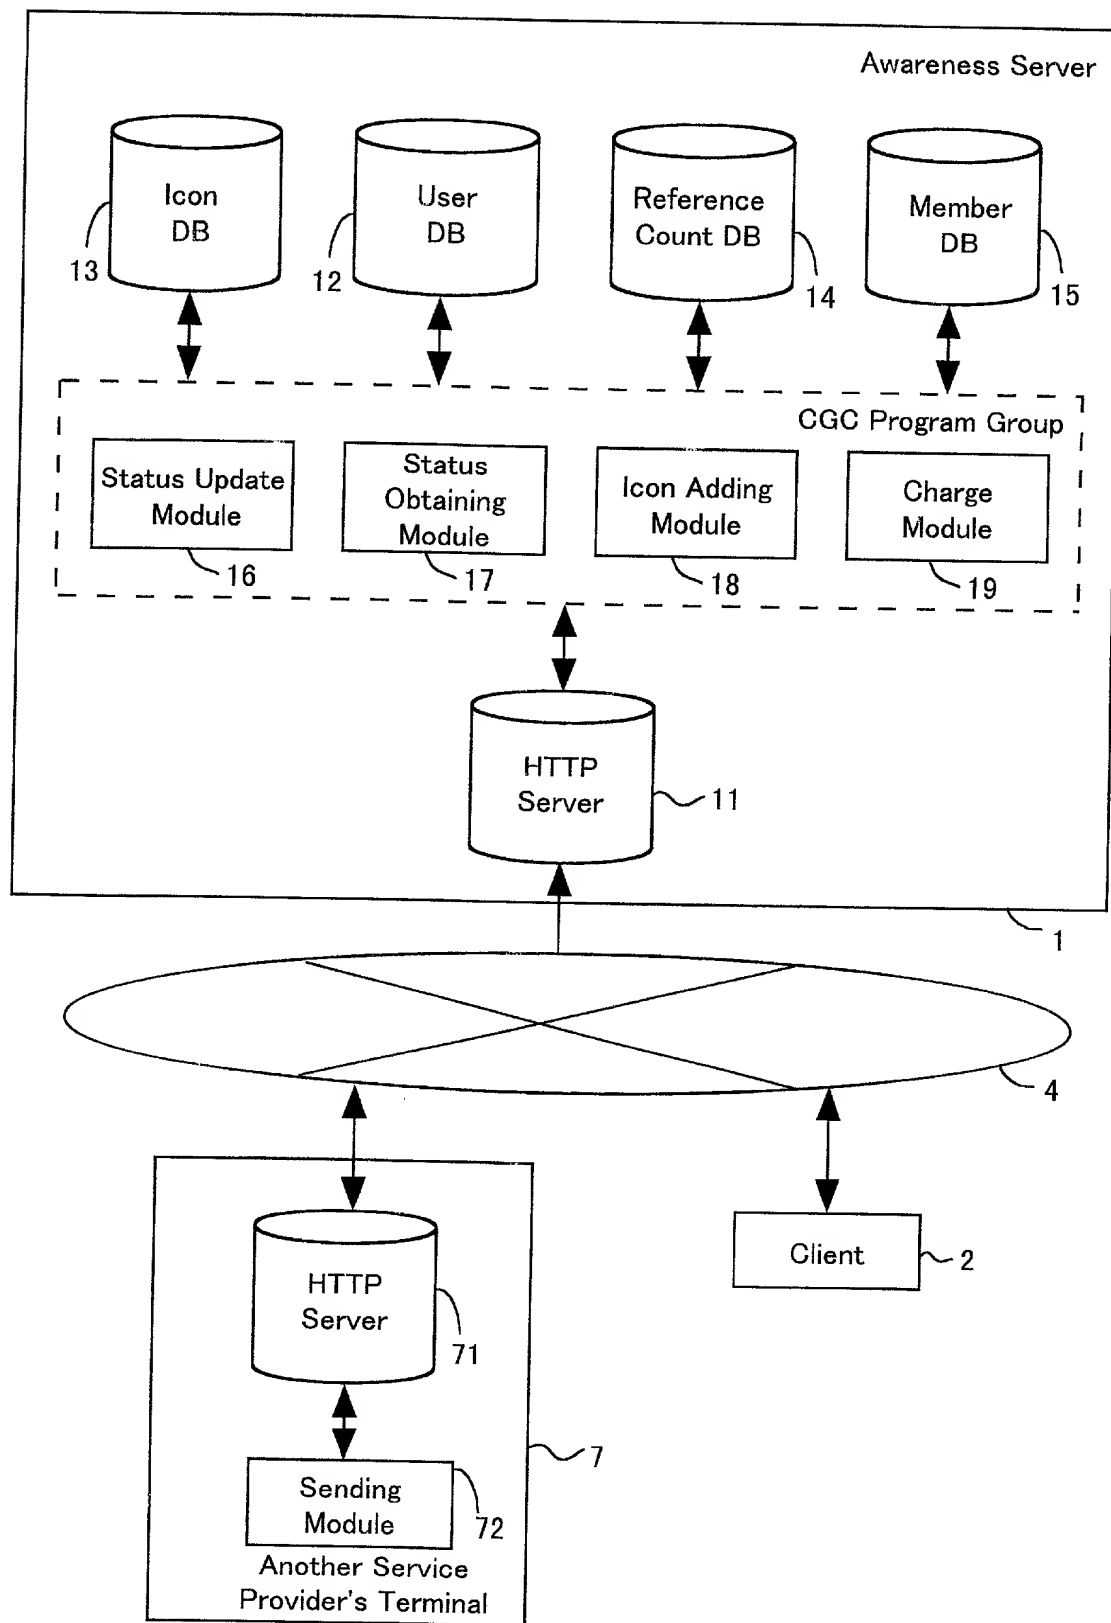 Awareness Server
Icon
DB
User
DB
Reference
Count DB
Member
DB
13
12
14
15
CGC Program Group
Status Update
Module
Status
Obtaining
Module
Icon Adding
Module
Charge
Module
16
17
18
19
HTTP
Server
11
1
4
HTTP
Server
71
Client
2
7
Sending
Module
72
Another Service
Provider's Terminal